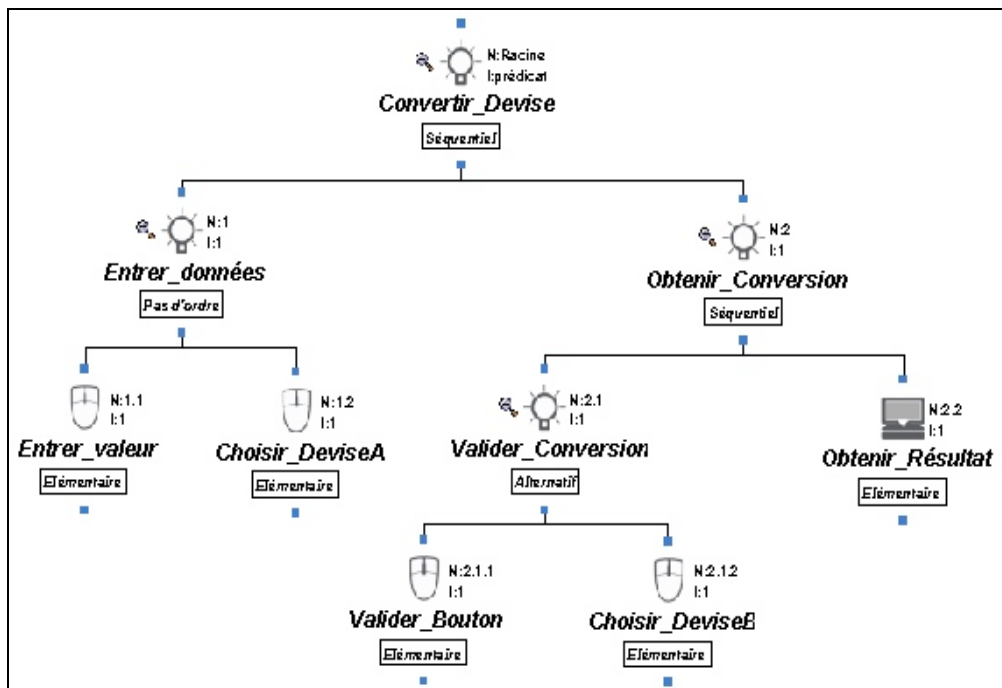 N:Racine
I:prédicat
Convertir_Devise
Séquentiel
N:1
I:1
Entrer_données
Pas d'ordre
N:2
I:1
Obtenir_Conversion
Séquentiel
N:1.1
I:1
Entrer_valeur
Elémentaire
N:1.2
I:1
Choisir_DeviseA
Elémentaire
N:2.1
I:1
Valider_Conversion
Alternatif
N:2.2
I:1
Obtenir_Résultat
Elémentaire
N:2.1.1
I:1
Valider_Bouton
Elémentaire
N:2.1.2
I:1
Choisir_DeviseB
Elémentaire